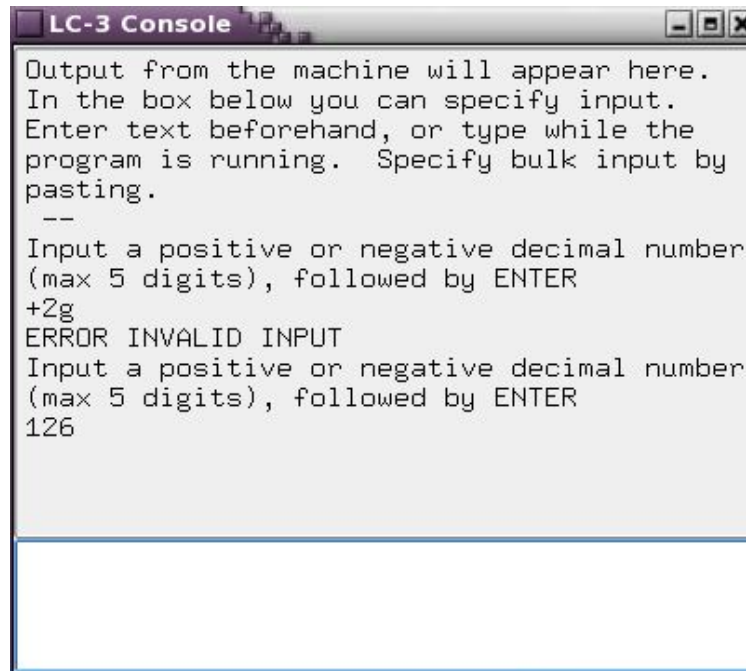 LC-3 Console
Output from the machine will appear here.
In the box below you can specify input.
Enter text beforehand, or type while the
program is running.  Specify bulk input by
pasting.
--
Input a positive or negative decimal number
(max 5 digits), followed by ENTER
+2g
ERROR INVALID INPUT
Input a positive or negative decimal number
(max 5 digits), followed by ENTER
126